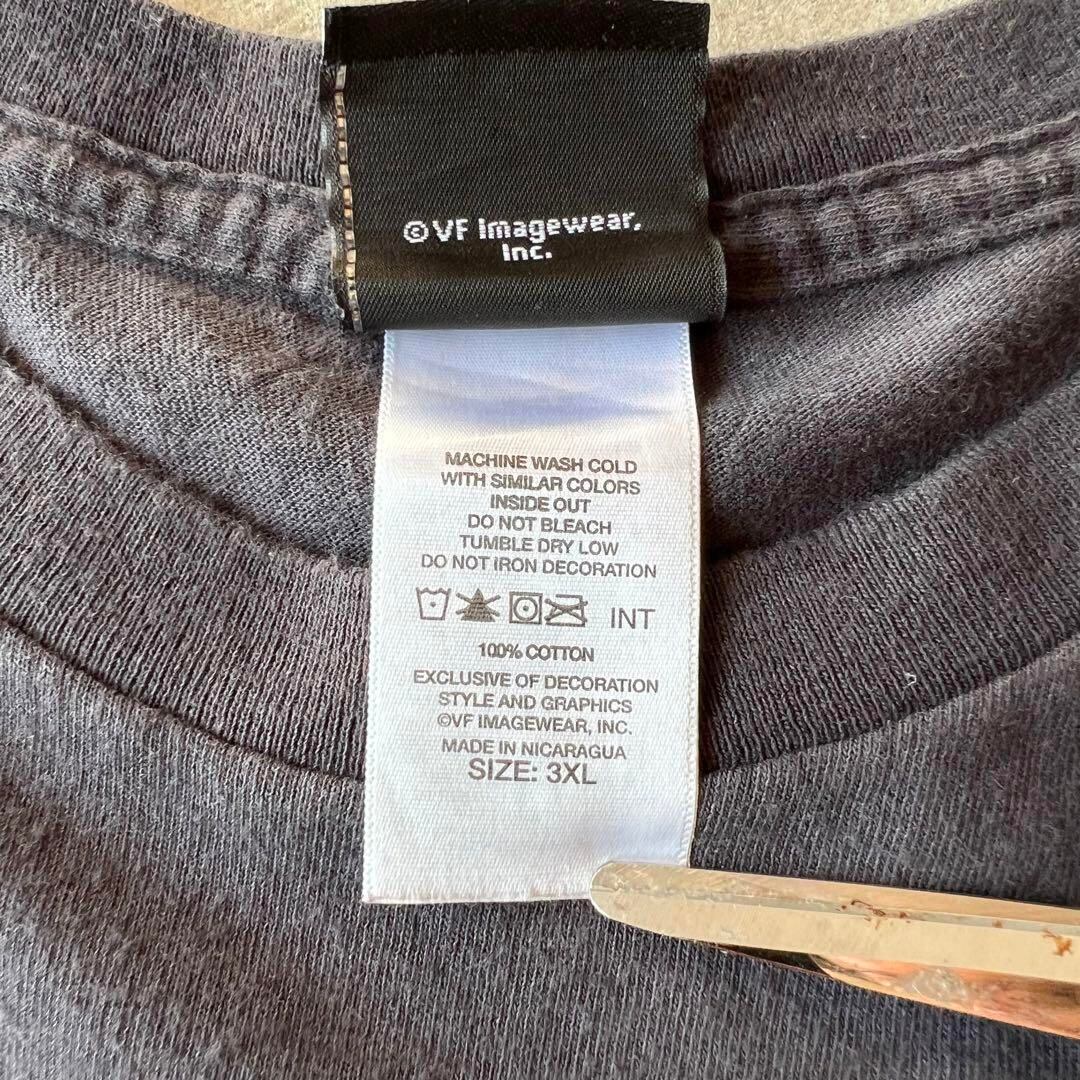 ©VF Imagewear,
Inc.
MACHINE WASH COLD
WITH SIMILAR COLORS
INSIDE OUT
DO NOT BLEACH
TUMBLE DRY LOW
DO NOT IRON DECORATION
INT
100% COTTON
EXCLUSIVE OF DECORATION
STYLE AND GRAPHICS
©VF IMAGEWEAR, INC.
MADE IN NICARAGUA
SIZE: 3XL